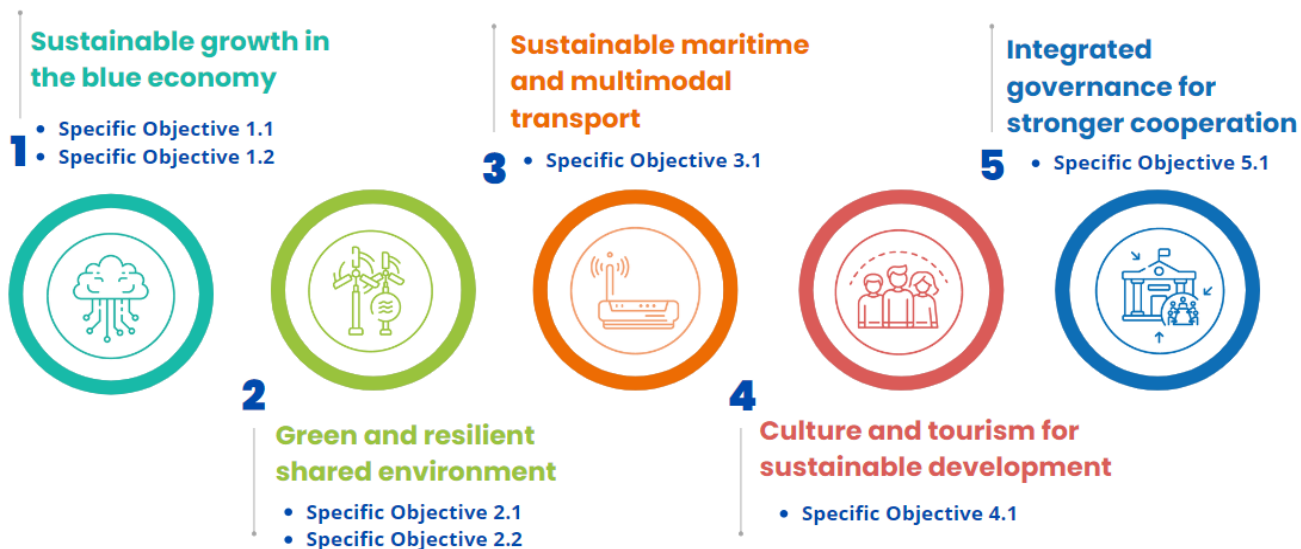 Sustainable growth in
the blue economy
1
• Specific Objective 1.1
• Specific Objective 1.2
2
Green and resilient
shared environment
• Specific Objective 2.1
• Specific Objective 2.2
Sustainable maritime
and multimodal
transport
3
• Specific Objective 3.1
4
Culture and tourism for
sustainable development
• Specific Objective 4.1
Integrated
governance for
stronger cooperation
5
• Specific Objective 5.1